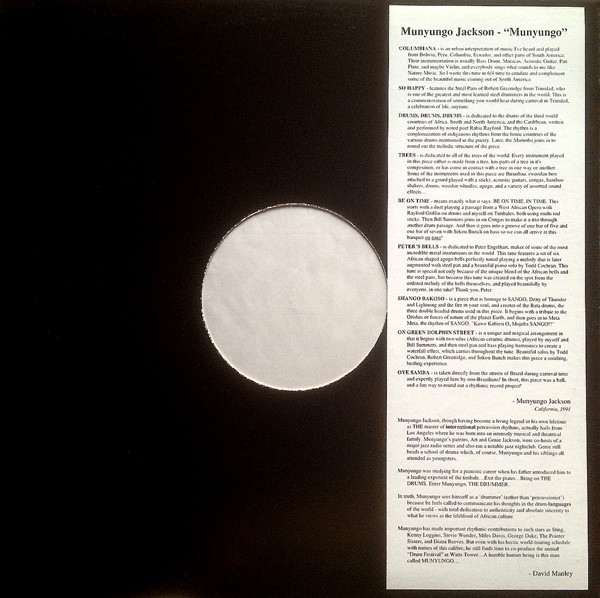 Munyungo Jackson - “Munyungo”
COLUMBIANA - is an urban interpretation of music I've heard and played
from Bolivia, Peru, Columbia, Ecuador, and other parts of South America.
Their instrumentation is usually Bass Drum, Maracas, Acoustic Guitar, Pan
Flute, and maybe Violin, and everybody sings what sounds to me like
Nature Music. So I wrote this tune in 6/4 time to emulate and complement
some of the beautiful music coming out of South America.
SO HAPPY - features the Steel Pans of Robert Greenidge from Trinidad, who
is one of the greatest and most learned steel drummers in the world. This is
a commemoration of something you would hear during carnival in Trinidad,
a celebration of life, anytime.
DRUMS, DRUMS, DRUMS - is dedicated to the drums of the third world
countries of Africa, South and North America, and the Caribbean, written
and performed by noted poet Rabia Rayford. The rhythm is a
conglomeration of indigenous rhythms from the home countries of the
various drums mentioned in the poetry. Later, the Marimba joins in to
round out the melodic structure of the piece.
TREES - is dedicated to all of the trees of the world. Every instrument played
in this piece either is made from a tree, has parts of a tree in it's
composition, or has come in contact with a tree in one way or another.
Some of the instruments used in this piece are Berimbau, (wooden bow
attached to a gourd played with a stick), acoustic guitars, congas, bamboo
shakers, drums, wooden whistles, apago, and a variety of assorted sound
effects...
BE ON TIME - means exactly what it says: BE ON TIME, IN TIME. This
starts with a duet playing a passage from a West African Opera with
Rayford Griffin on drums and myself on Timbales, both using multi rod
sticks. Then Bill Summers joins in on Congas to make it a trio through
another drum passage. And then it goes into a groove of one bar of five and
one bar of seven with Sekou Bunch on bass so we can all arrive at this
banquet on time!
PETER'S BELLS - is dedicated to Peter Engelhart, maker of some of the most
incredible metal instruments in the world. This tune features a set of six
African shaped agogo bells perfectly tuned playing a melody that is later
augmented with steel pan and a beautiful piano solo by Todd Cochran. This
tune is special not only because of the unique blend of the African bells and
the steel pans, but because this tune was created on the spot from the
ordered melody of the bells themselves, and played beautifully by
everyone, in one take! Thank you, Peter.
SHANGO BAKOSO - is a piece that is homage to SANGO, Deity of Thunder
and Lightning and the fire in your soul, and creator of the Bata drums, the
three double headed drums used in this piece. It begins with a tribute to the
Orishas or forces of nature of the planet Earth, and then goes in to Meta
Meta, the rhythm of SANGO. "Kawo Kabiesi O, Mojuba SANGO!!"
ON GREEN DOLPHIN STREET - is a unique and magical arrangement in
that it begins with two udus (African ceramic drums), played by myself and
Bill Summers, and then steel pan and bass playing harmonics to create a
waterfall effect, which carries throughout the tune. Beautiful solos by Todd
Cochran, Robert Greenidge, and Sekou Bunch makes this piece a soothing,
healing experience.
OYE SAMBA - is taken directly from the streets of Brazil during carnival time
and expertly played here by non-Brazilians! In short, this piece was a ball,
and a fun way to round out a rhythmic record project!
- Munyungo Jackson
California, 1991
Munyungo Jackson, though having become a living legend in his own lifetime
as THE master of international percussion rhythms, actually hails from
Los Angeles where he was born into an intensely musical and theatrical
family. Munyungo's parents, Art and Genie Jackson, were co-hosts of a
major jazz radio series and also ran a notable jazz nightclub. Genie still
heads a school of drama which, of course, Munyungo and his siblings all
attended as youngsters.
Munyungo was studying for a pianistic career when his father introduced him to
a leading exponent of the timbale...Exit the piano...Bring on THE
DRUMS. Enter Munyungo, THE DRUMMER.
In truth, Munyungo sees himself as a 'drummer' (rather than 'percussionist')
because he feels called to communicate his thoughts in the drum-languages
of the world - with total dedication to authenticity and absolute sincerity to
what he views as the lifeblood of African culture.
Munyungo has made important rhythmic contributions to such stars as Sting,
Kenny Loggins, Stevie Wonder, Miles Davis, George Duke, The Pointer
Sisters, and Diana Reeves. But even with his hectic world-touring schedule
with names of this calibre, he still finds time to co-produce the annual
"Drum Festival" at Watts Tower...A humble human being is this man
called MUNYUNGO...
- David Manley